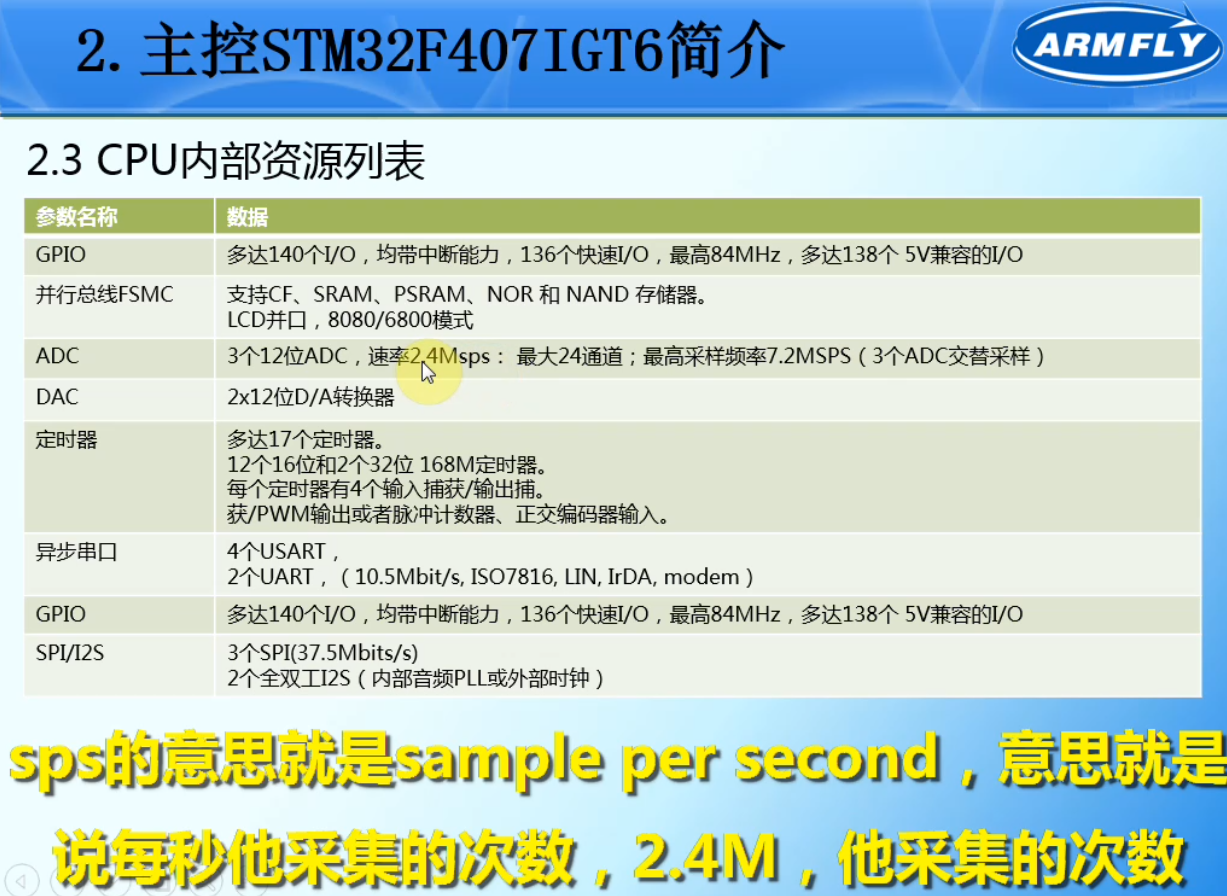 2.主控STM32F407IGT6简介
ARMFLY
2.3 CPU内部资源列表
参数名称 数据
GPIO 多达140个I/O，均带中断能力，136个快速I/O，最高84MHz，多达138个 5V兼容的I/O
并行总线FSMC 支持CF、SRAM、PSRAM、NOR 和 NAND 存储器。
LCD并口，8080/6800模式
ADC 3个12位ADC，速率2.4Msps： 最大24通道；最高采样频率7.2MSPS（3个ADC交替采样）
DAC 2x12位D/A转换器
定时器 多达17个定时器。
12个16位和2个32位 168M定时器。
每个定时器有4个输入捕获/输出捕。
获/PWM输出或者脉冲计数器、正交编码器输入。
异步串口 4个USART，
2个UART，（10.5Mbit/s, ISO7816, LIN, IrDA, modem）
GPIO 多达140个I/O，均带中断能力，136个快速I/O，最高84MHz，多达138个 5V兼容的I/O
SPI/I2S 3个SPI(37.5Mbits/s)
2个全双工I2S（内部音频PLL或外部时钟）
sps的意思就是sample per second，意思就是
说每秒他采集的次数，2.4M，他采集的次数